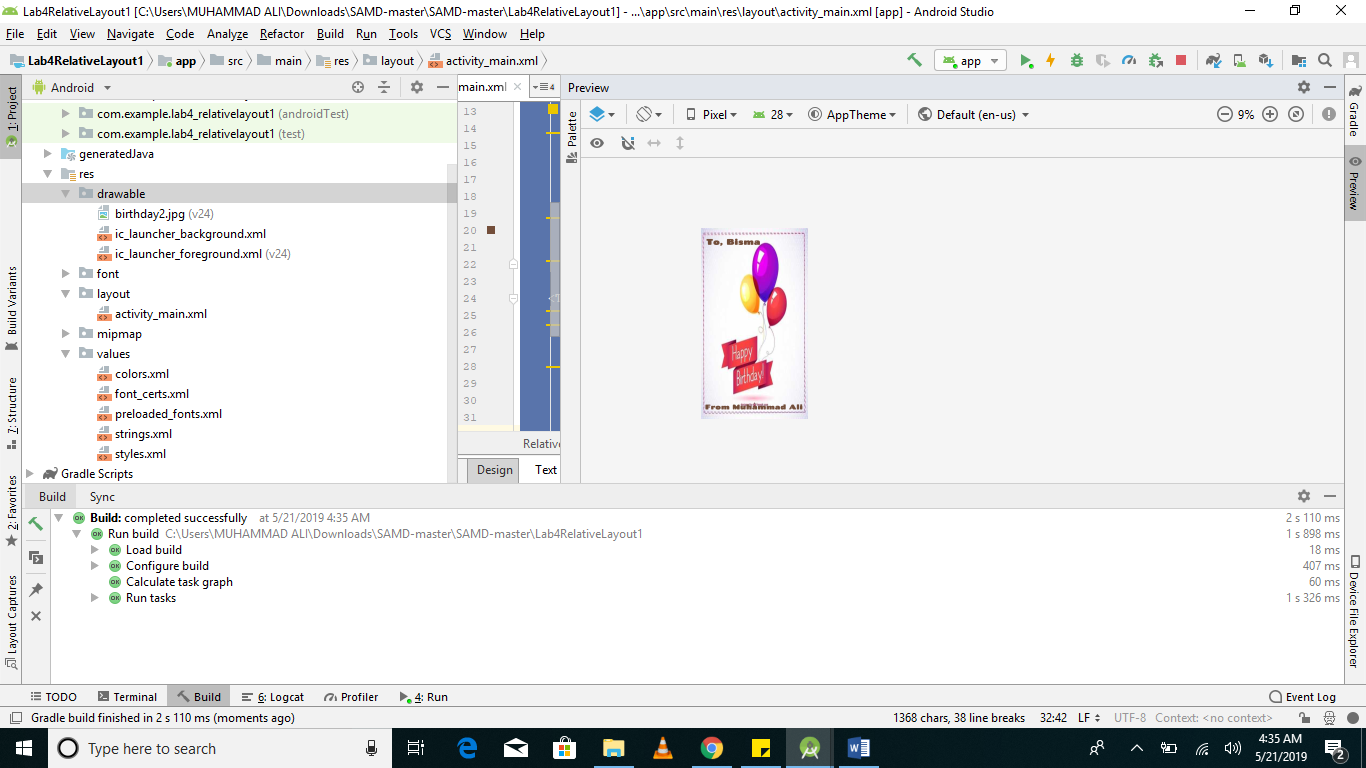 Lab4RelativeLayout1 [C:\Users\MUHAMMAD ALI\Downloads\SAMD-master\SAMD-master\Lab4RelativeLayout1] - ...\app\src\main\res\layout\activity_main.xml [app] - Android Studio
File Edit View Navigate Code Analyze Refactor Build Run Tools VCS Window Help
Lab4RelativeLayout1 app src main res layout activity_main.xml app
1: Project
Build Variants
7: Structure
2: Favorites
Layout Captures
Android
com.example.lab4_relativelayout1 (androidTest)
com.example.lab4_relativelayout1 (test)
generatedJava
res
drawable
birthday2.jpg (v24)
ic_launcher_background.xml
ic_launcher_foreground.xml (v24)
font
layout
activity_main.xml
mipmap
values
colors.xml
font_certs.xml
preloaded_fonts.xml
strings.xml
styles.xml
Gradle Scripts
main.xml 4
13
14
15
16
17
18
19
20
21
22
23
24
25
26
27
28
29
30
31
Relative
Design Text
Palette
Preview
Pixel 28 AppTheme Default (en-us) 9%
To, Bisma
Happy
Birthday!
From Muhammad Ali
Gradle
Preview
Device File Explorer
Build Sync
Build: completed successfully at 5/21/2019 4:35 AM 2 s 110 ms
Run build C:\Users\MUHAMMAD ALI\Downloads\SAMD-master\SAMD-master\Lab4RelativeLayout1 1 s 898 ms
Load build 18 ms
Configure build 407 ms
Calculate task graph 60 ms
Run tasks 1 s 326 ms
TODO Terminal Build 6: Logcat Profiler 4: Run Event Log
Gradle build finished in 2 s 110 ms (moments ago) 1368 chars, 38 line breaks 32:42 LF UTF-8 Context: <no context>
Type here to search
4:35 AM
5/21/2019
2